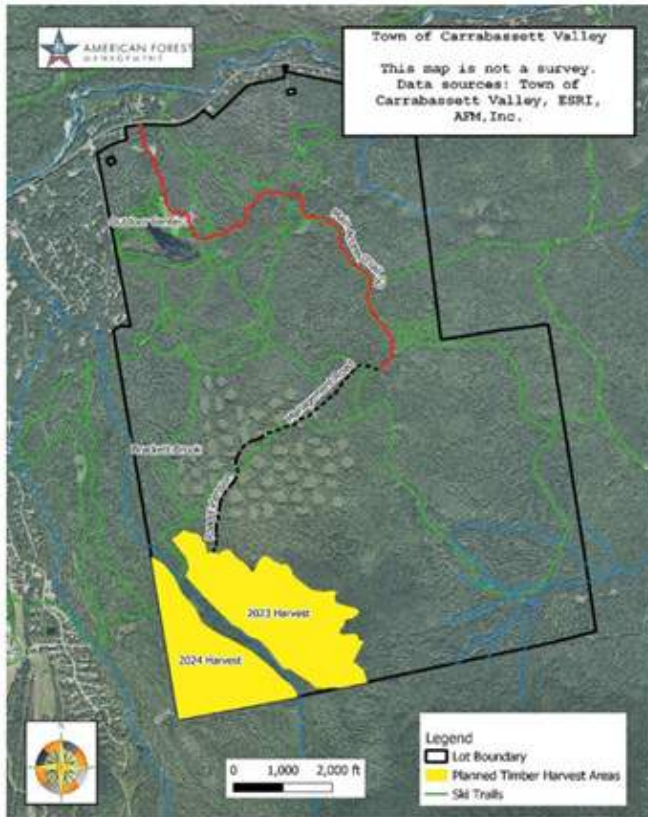 AMERICAN FOREST
MANAGEMENT
Town of Carrabassett Valley
This map is not a survey.
Data sources: Town of
Carrabassett Valley, ESRI,
AFM,Inc.
Brackett Brook
2023 Harvest
2024 Harvest
N
0 1,000 2,000 ft
Legend
Lot Boundary
Planned Timber Harvest Areas
Ski Trails